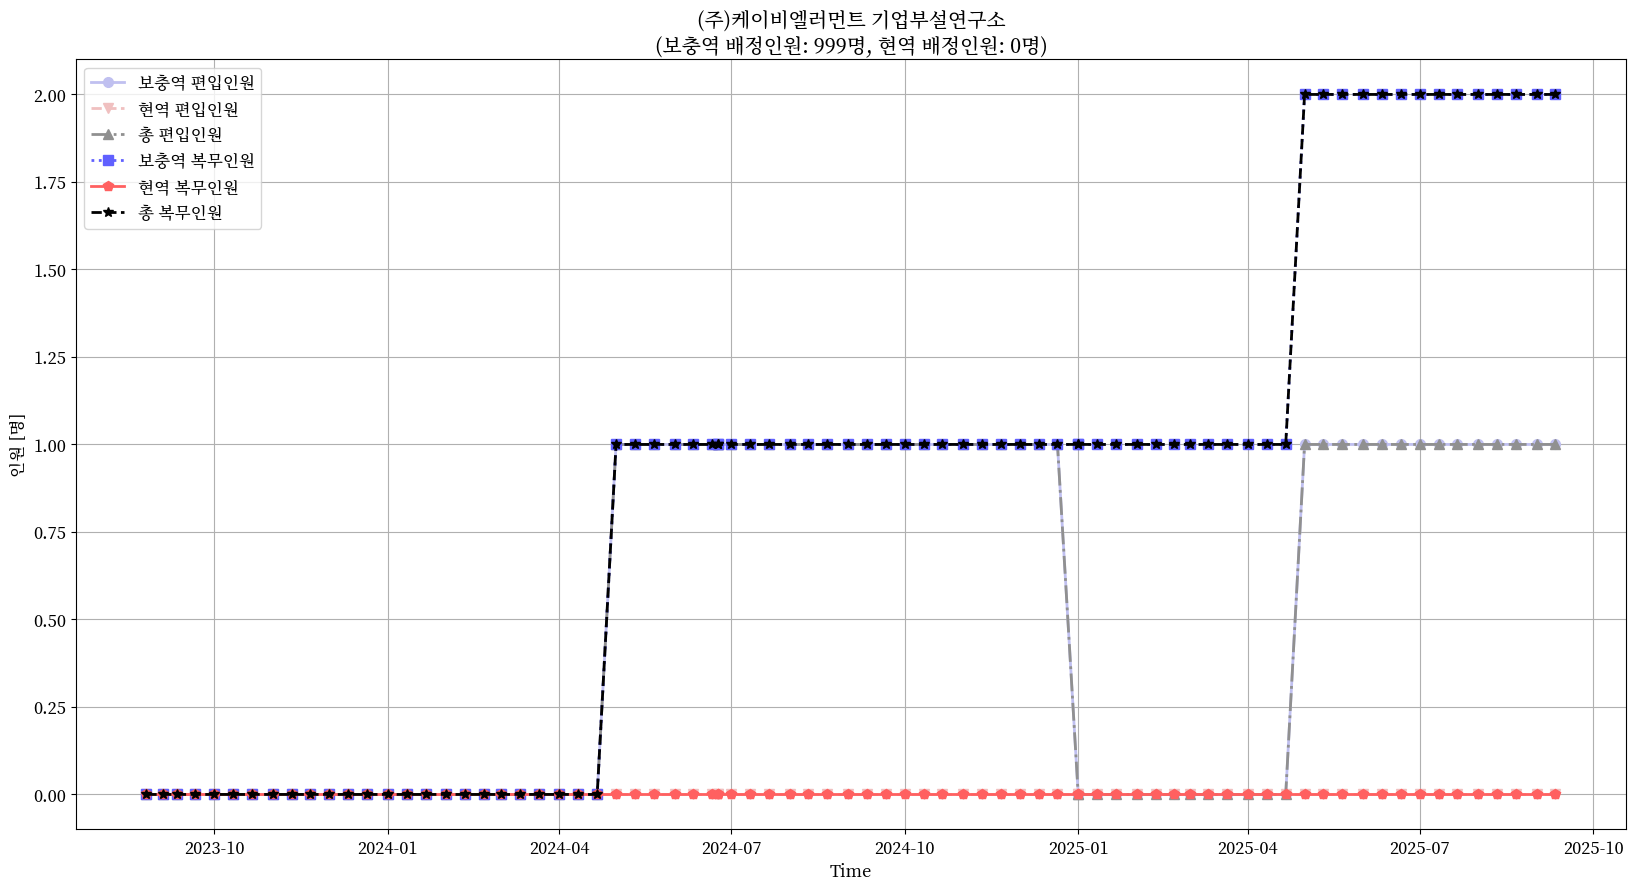 (주)케이비엘러먼트 기업부설연구소
(보충역 배정인원: 999명, 현역 배정인원: 0명)
보충역 편입인원
현역 편입인원
총 편입인원
보충역 복무인원
현역 복무인원
총 복무인원
2.00
1.75
1.50
1.25
1.00
0.75
0.50
0.25
0.00
인원 [명]
2023-10
2024-01
2024-04
2024-07
2024-10
2025-01
2025-04
2025-07
2025-10
Time